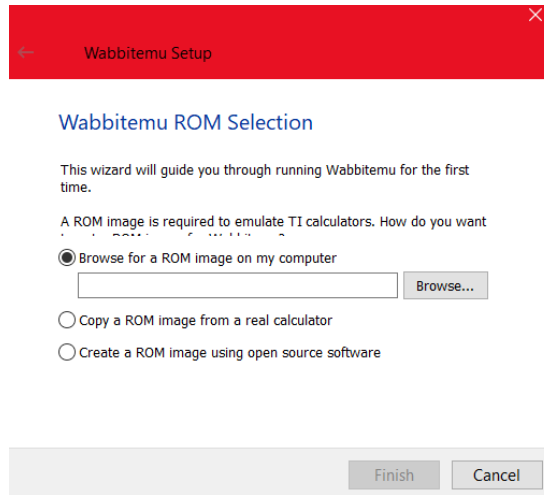 Wabbitemu Setup
Wabbitemu ROM Selection
This wizard will guide you through running Wabbitemu for the first
time.
A ROM image is required to emulate TI calculators. How do you want
Browse for a ROM image on my computer
Browse...
Copy a ROM image from a real calculator
Create a ROM image using open source software
Finish
Cancel